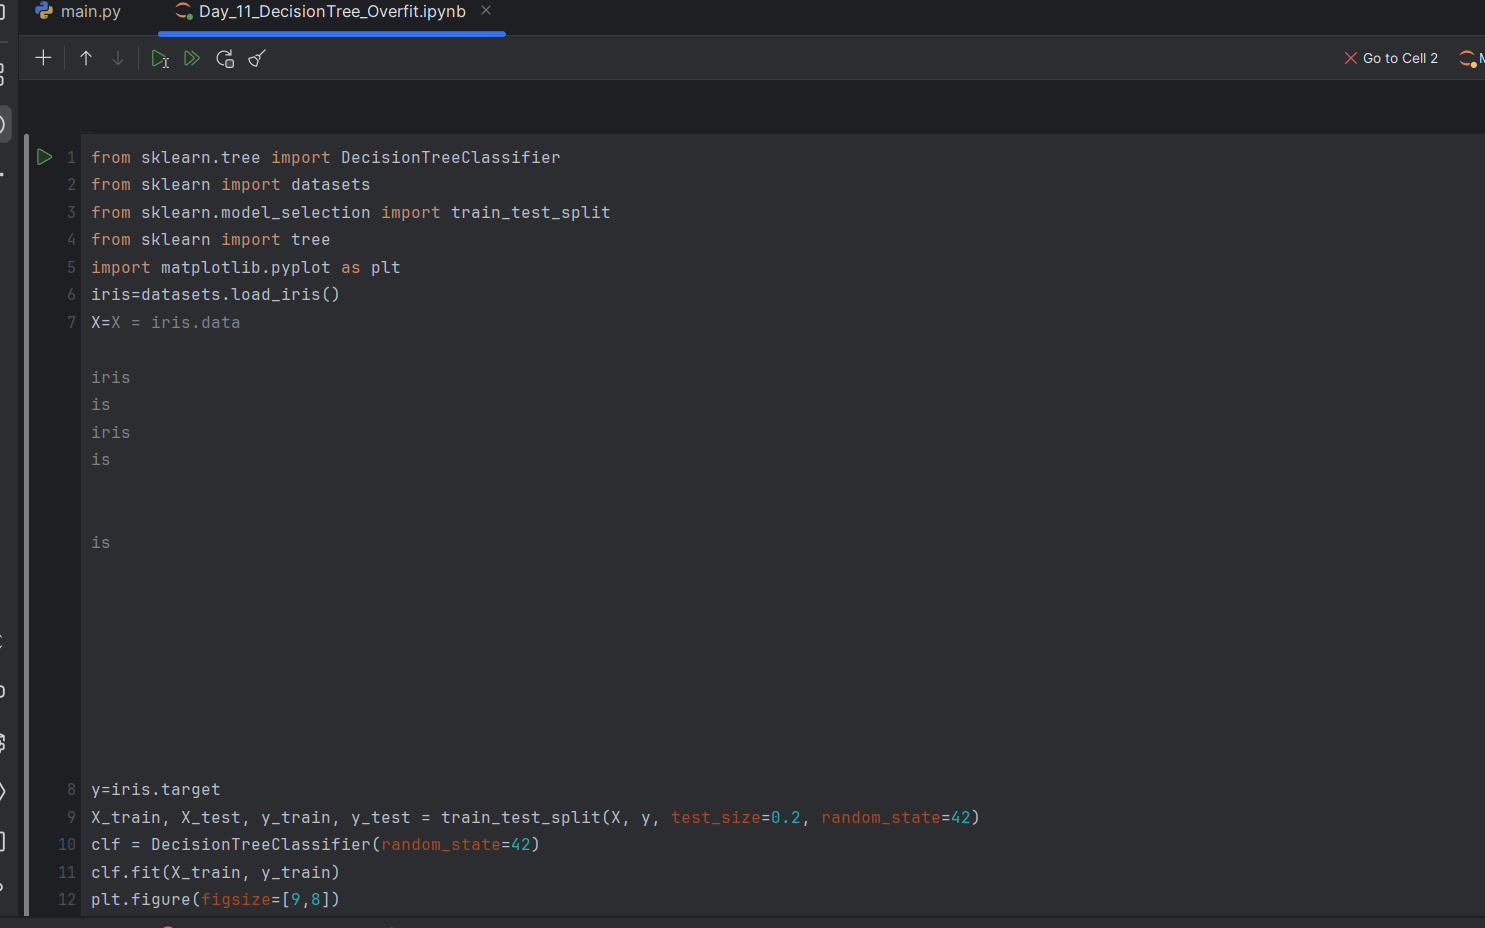 main.py Day_11_DecisionTree_Overfit.ipynb
Go to Cell 2
1 from sklearn.tree import DecisionTreeClassifier
2 from sklearn import datasets
3 from sklearn.model_selection import train_test_split
4 from sklearn import tree
5 import matplotlib.pyplot as plt
6 iris=datasets.load_iris()
7 X=X = iris.data
iris
is
iris
is
is
8 y=iris.target
9 X_train, X_test, y_train, y_test = train_test_split(X, y, test_size=0.2, random_state=42)
10 clf = DecisionTreeClassifier(random_state=42)
11 clf.fit(X_train, y_train)
12 plt.figure(figsize=[9,8])